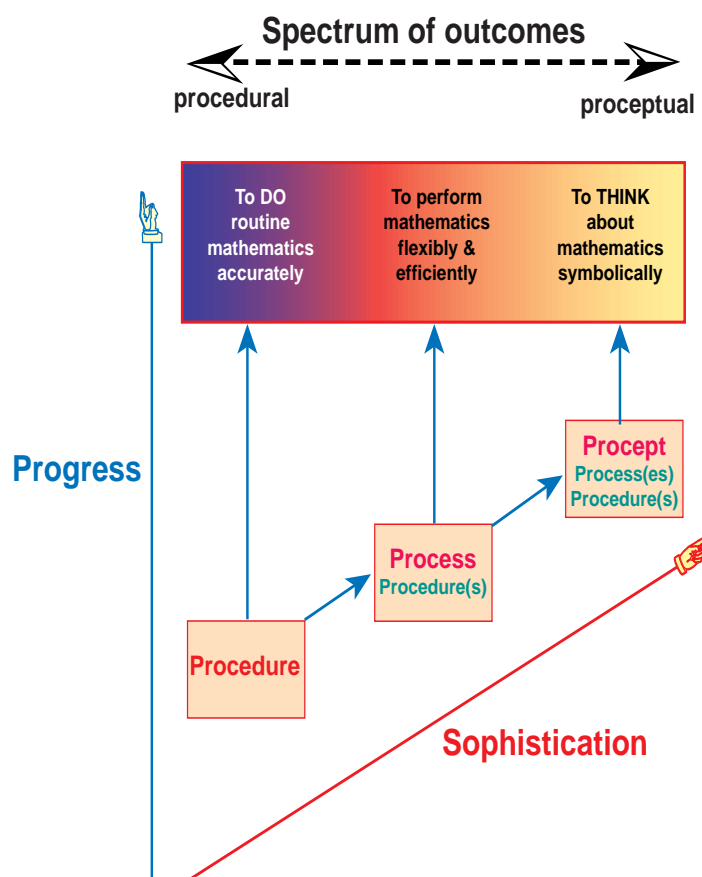 Spectrum of outcomes
procedural
proceptual
To DO
routine
mathematics
accurately
To perform
mathematics
flexibly &
efficiently
To THINK
about
mathematics
symbolically
Progress
Procept
Process(es)
Procedure(s)
Process
Procedure(s)
Procedure
Sophistication